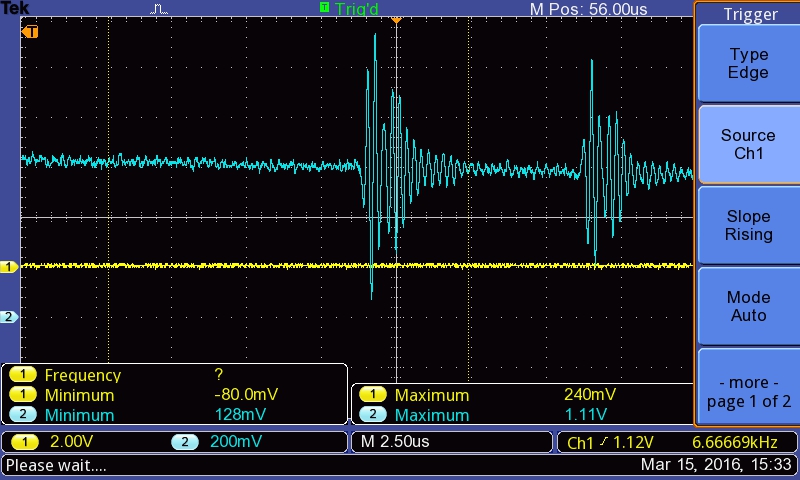 Tek T Trig'd M Pos: 56.00us
Trigger
T
Type
Edge
Source
Ch1
Slope
Rising
Mode
Auto
- more -
page 1 of 2
1
2
1 Frequency ?
1 Minimum -80.0mV
2 Minimum 128mV
1 Maximum 240mV
2 Maximum 1.11V
1 2.00V 2 200mV M 2.50us Ch1 1.12V 6.66669kHz
Please wait.... Mar 15, 2016, 15:33